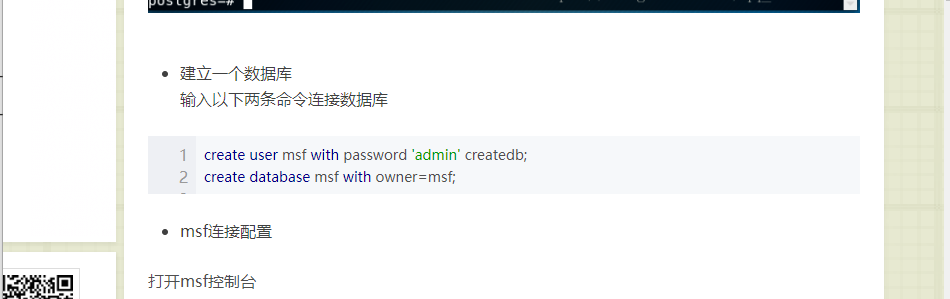 postgres=#
建立一个数据库
输入以下两条命令连接数据库
1 create user msf with password 'admin' createdb;
2 create database msf with owner=msf;
msf连接配置
打开msf控制台